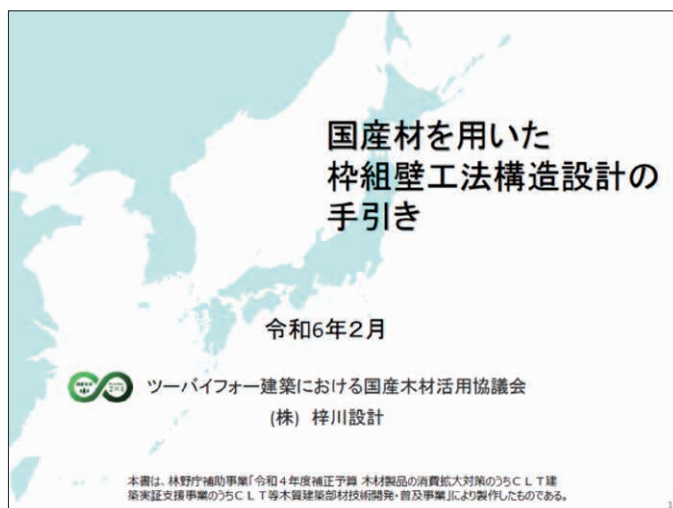 国産材を用いた
枠組壁工法構造設計の
手引き
令和6年2月
ツーバイフォー建築における国産木材活用協議会
(株) 梓川設計
本書は、林野庁補助事業「令和4年度補正予算 木材製品の消費拡大対策のうちCLT建
築実証支援事業のうちCLT等木質建築部材技術開発・普及事業」により製作したものである。
1